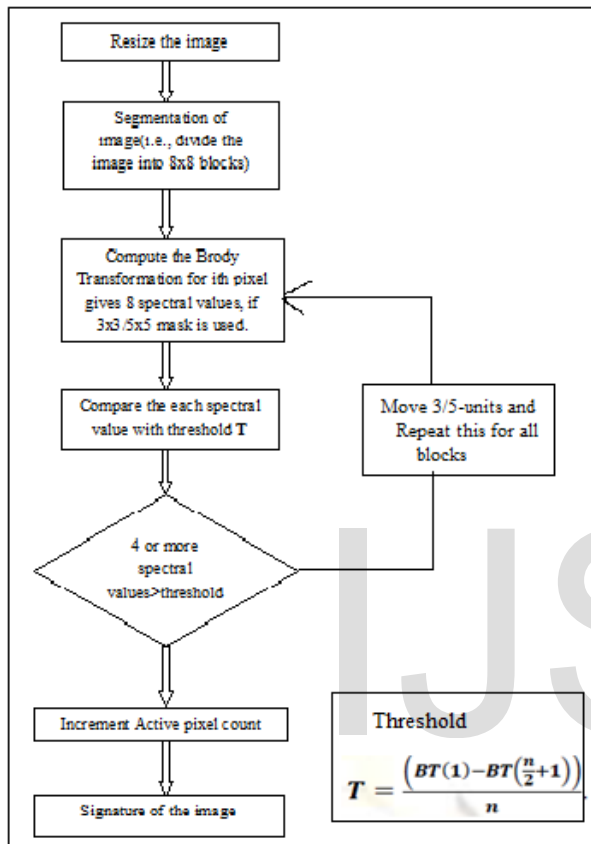 Resize the image
Segmentation of
image(i.e., divide the
image into 8x8 blocks)
Compute the Brody
Transformation for ith pixel
gives 8 spectral values, if
3x3/5x5 mask is used.
Compare the each spectral
value with threshold T
Move 3/5-units and
Repeat this for all
blocks
4 or more
spectral
values>threshold
Increment Active pixel count
Signature of the image
Threshold
T = (BT(1)−BT(n/2+1))/n
IJS